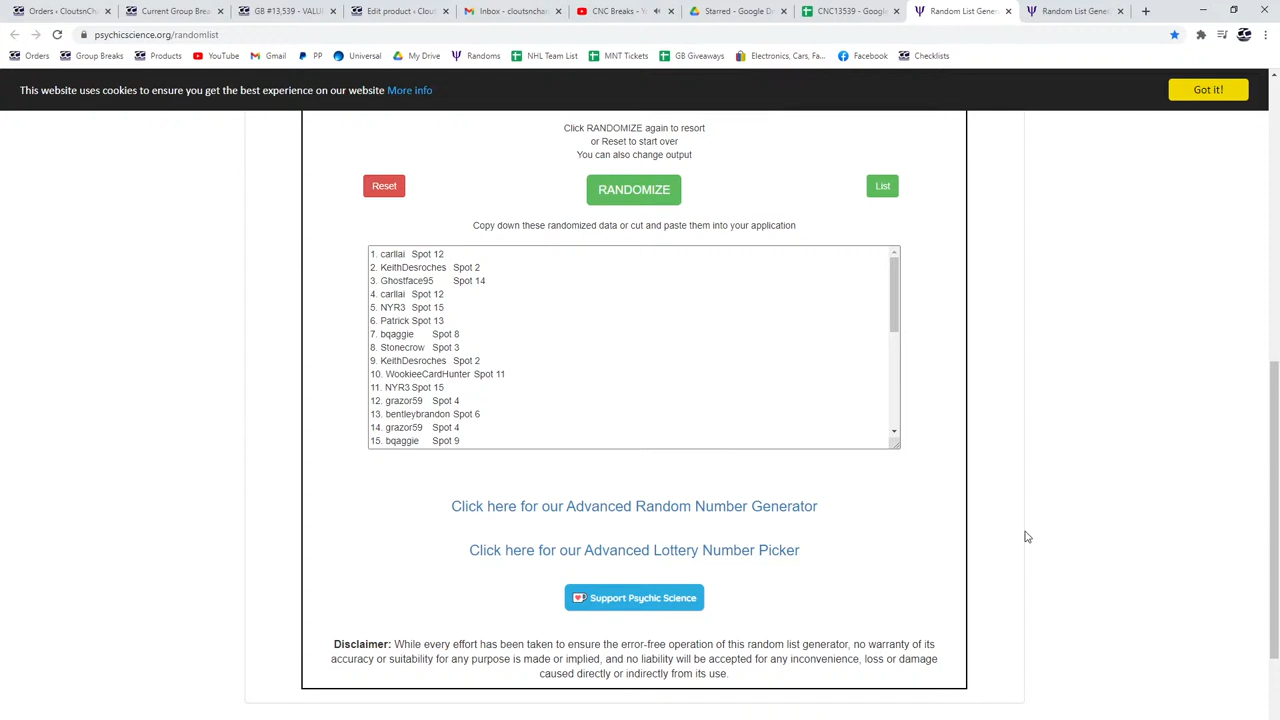 Orders ‹ CloutsnCh
Current Group Break
GB #13,539 - VALU
Edit product ‹ Clout
Inbox - cloutsnchar
CNC Breaks - Y
Starred - Google D
CNC13539 - Google
Random List Gener
Random List Gener
psychicscience.org/randomlist
Orders
Group Breaks
Products
YouTube
Gmail
PP
Universal
My Drive
Randoms
NHL Team List
MNT Tickets
GB Giveaways
Electronics, Cars, Fa...
Facebook
Checklists
This website uses cookies to ensure you get the best experience on our website More info
Got it!
Click RANDOMIZE again to resort
or Reset to start over
You can also change output
Reset
RANDOMIZE
List
Copy down these randomized data or cut and paste them into your application
1. carllai Spot 12
2. KeithDesroches Spot 2
3. Ghostface95 Spot 14
4. carllai Spot 12
5. NYR3 Spot 15
6. Patrick Spot 13
7. bqaggie Spot 8
8. Stonecrow Spot 3
9. KeithDesroches Spot 2
10. WookieeCardHunter Spot 11
11. NYR3 Spot 15
12. grazor59 Spot 4
13. bentleybrandon Spot 6
14. grazor59 Spot 4
15. bqaggie Spot 9
Click here for our Advanced Random Number Generator
Click here for our Advanced Lottery Number Picker
Support Psychic Science
Disclaimer: While every effort has been taken to ensure the error-free operation of this random list generator, no warranty of its
accuracy or suitability for any purpose is made or implied, and no liability will be accepted for any inconvenience, loss or damage
caused directly or indirectly from its use.